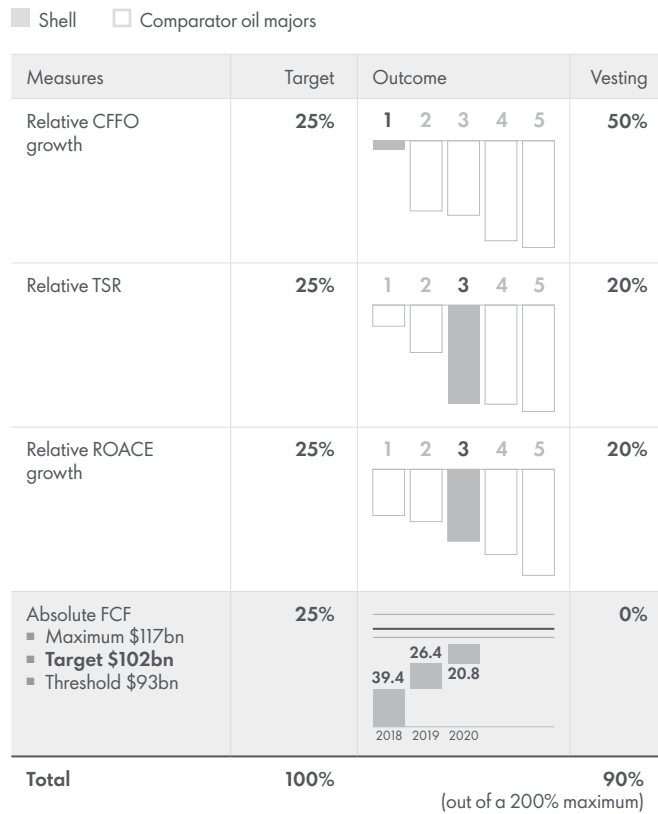 Shell Comparator oil majors
Measures Target Outcome Vesting
Relative CFFO growth 25% 1 2 3 4 5 50%
Relative TSR 25% 1 2 3 4 5 20%
Relative ROACE growth 25% 1 2 3 4 5 20%
Absolute FCF 25% 0%
Maximum $117bn
Target $102bn
Threshold $93bn
39.4 26.4 20.8
2018 2019 2020
Total 100% 90%
(out of a 200% maximum)